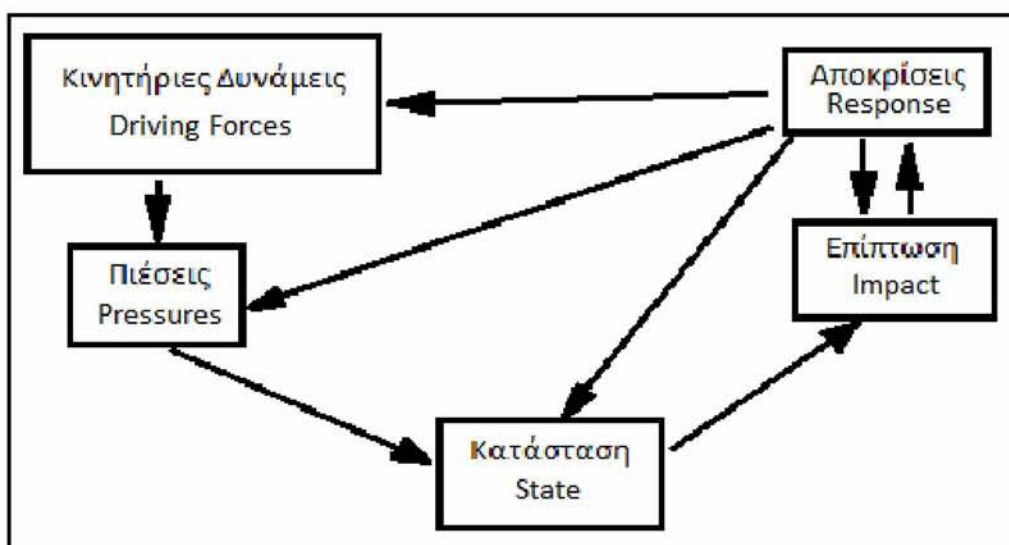 Κινητήριες Δυνάμεις
Driving Forces
Αποκρίσεις
Response
Πιέσεις
Pressures
Επίπτωση
Impact
Κατάσταση
State